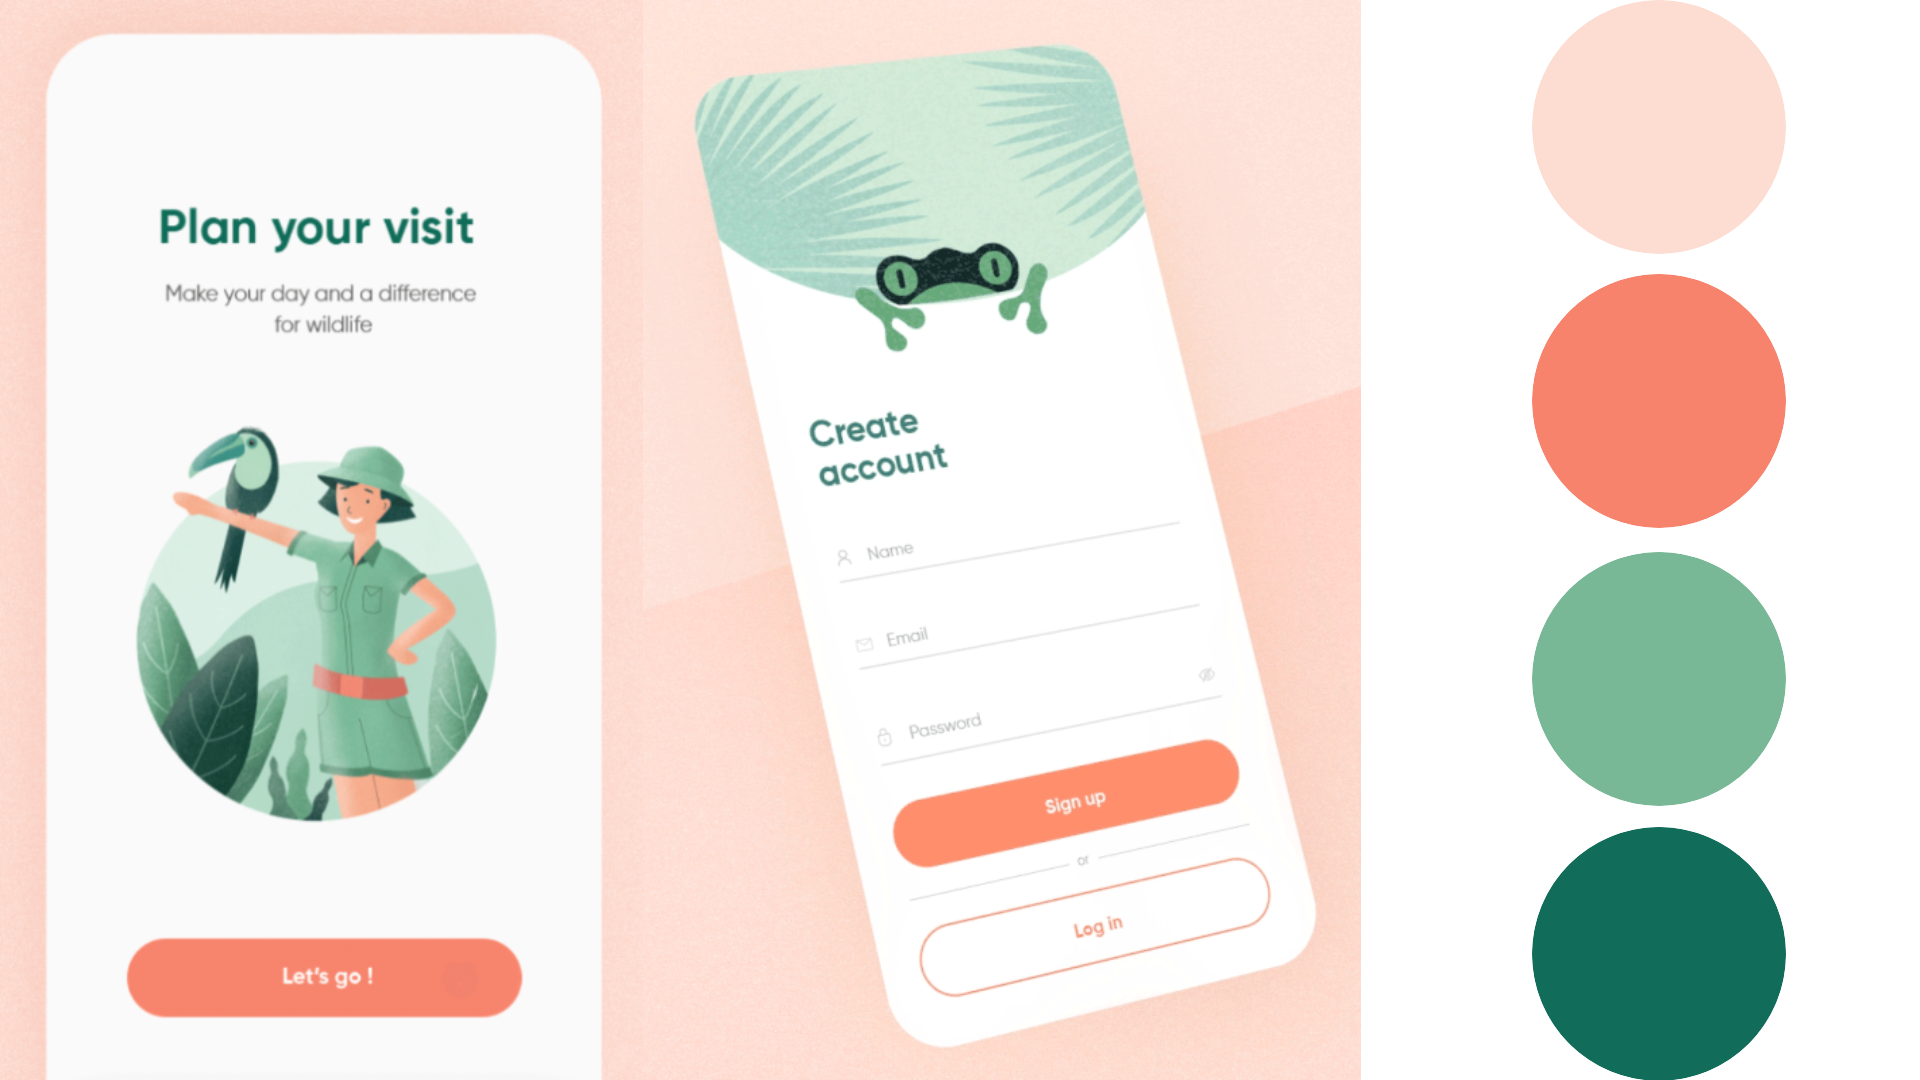 Plan your visit
Make your day and a difference
for wildlife
Let's go !
Create
account
Name
Email
Password
Sign up
or
Log in